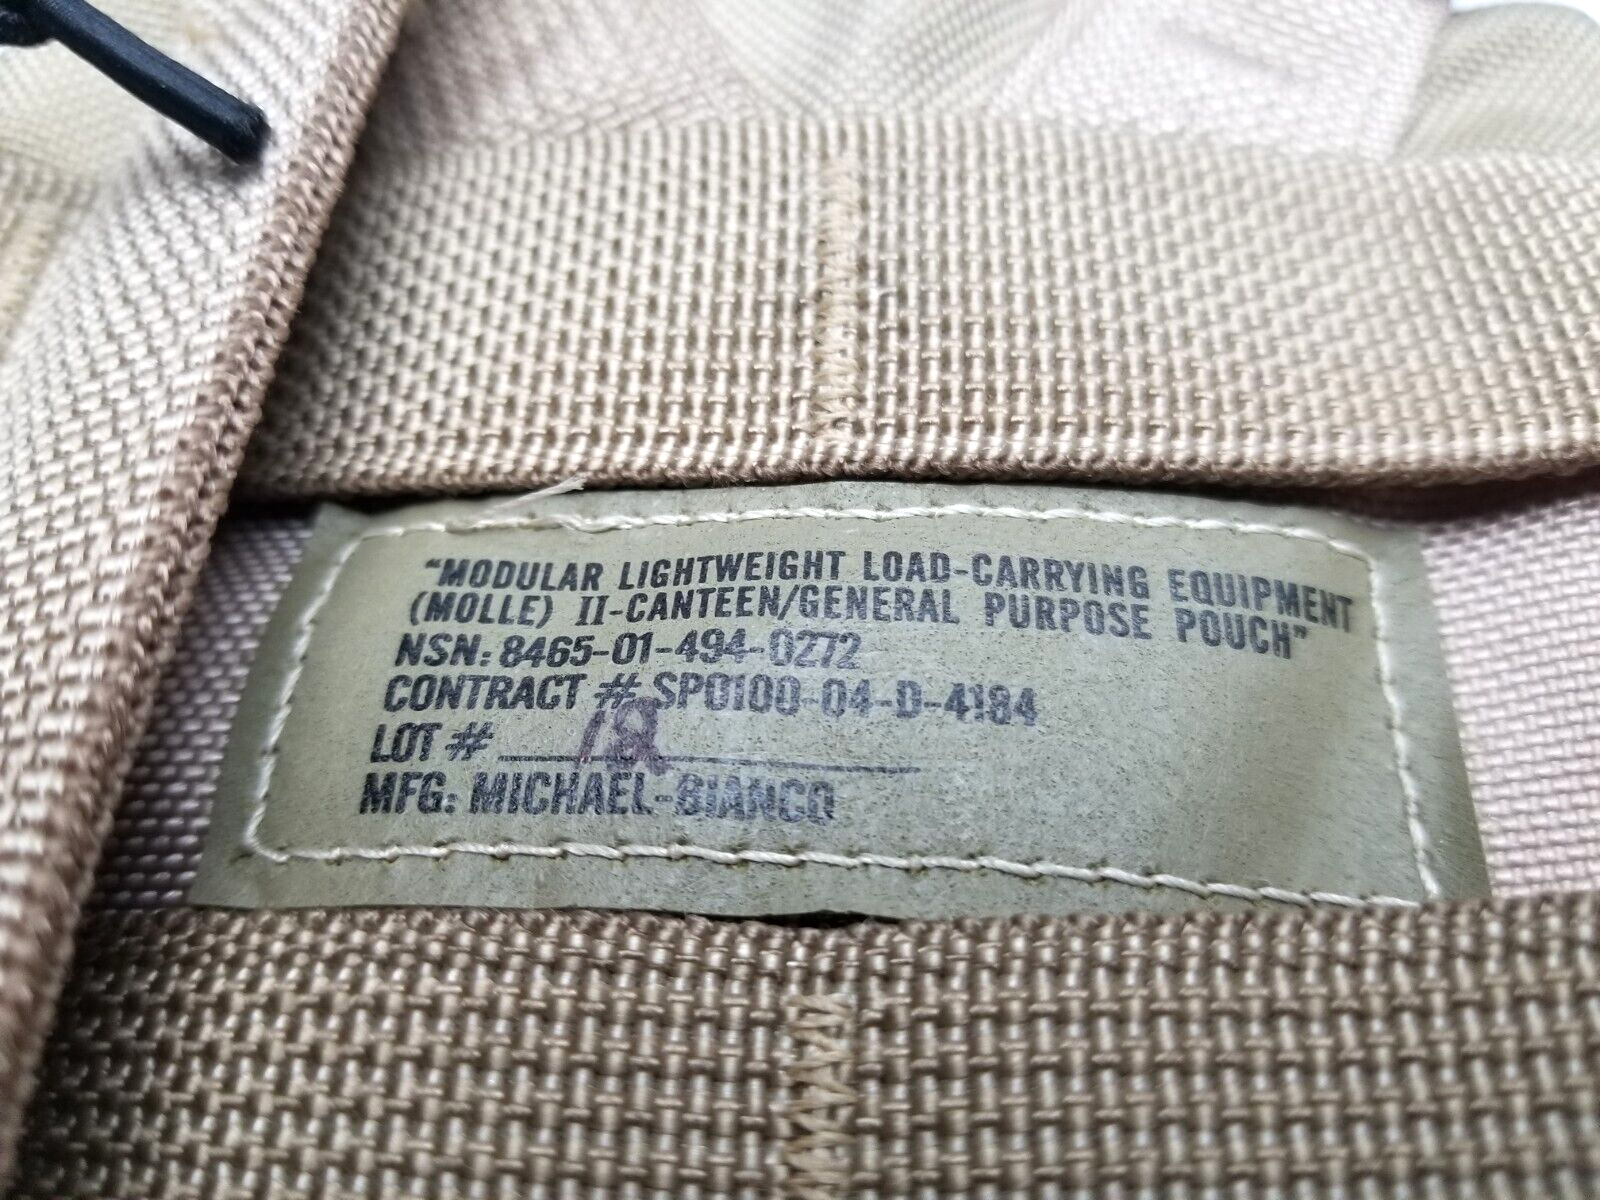 "MODULAR LIGHTWEIGHT LOAD-CARRYING EQUIPMENT
(MOLLE) II-CANTEEN/GENERAL PURPOSE POUCH"
NSN: 8465-01-494-0272
CONTRACT # SP0100-04-D-4184
LOT # 18
MFG: MICHAEL-BIANCO